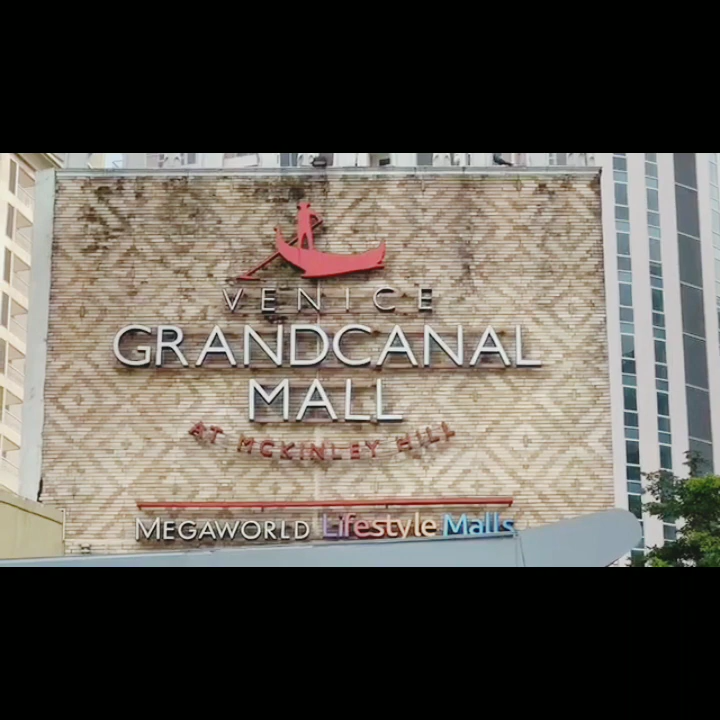 VENICE
GRANDCANAL
MALL
AT MCKINLEY HILL
MEGAWORLD Lifestyle Malls